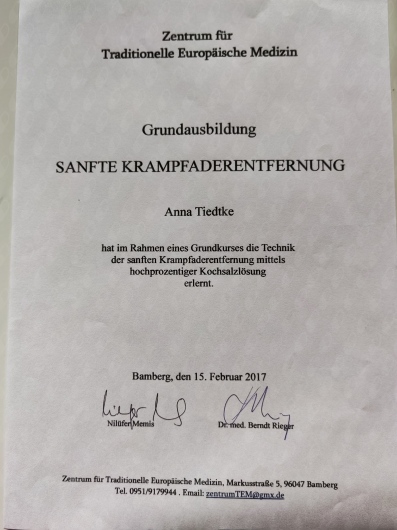 Zentrum für
Traditionelle Europäische Medizin
Grundausbildung
SANFTE KRAMPFADERENTFERNUNG
Anna Tiedtke
hat im Rahmen eines Grundkurses die Technik
der sanften Krampfaderentfernung mittels
hochprozentiger Kochsalzlösung
erlernt.
Bamberg, den 15. Februar 2017
Nilüfer Memis
Dr. med. Berndt Rieger
Zentrum für Traditionelle Europäische Medizin, Markusstraße 5, 96047 Bamberg
Tel. 0951/9179944 . Email: zentrumTEM@gmx.de